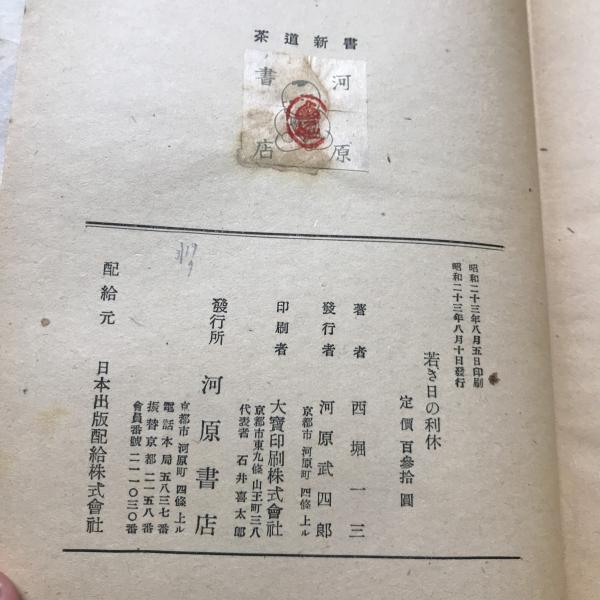 茶道新書
河原
書店
昭和二十三年八月五日印刷
昭和二十三年八月十日發行
若き日の利休
定價 百參拾圓
著者 西堀一三
發行者 河原武四郎
京都市 河原町 四條 上ル
印刷者 大寶印刷株式會社
京都市東九條 山王町三八
代表者 石井喜太郎
發行所 河原書店
京都市 河原町 四條 上ル
電話本局五八三七番
振替京都二一五八番
會員番號二一一〇三〇番
配給元 日本出版配給株式會社